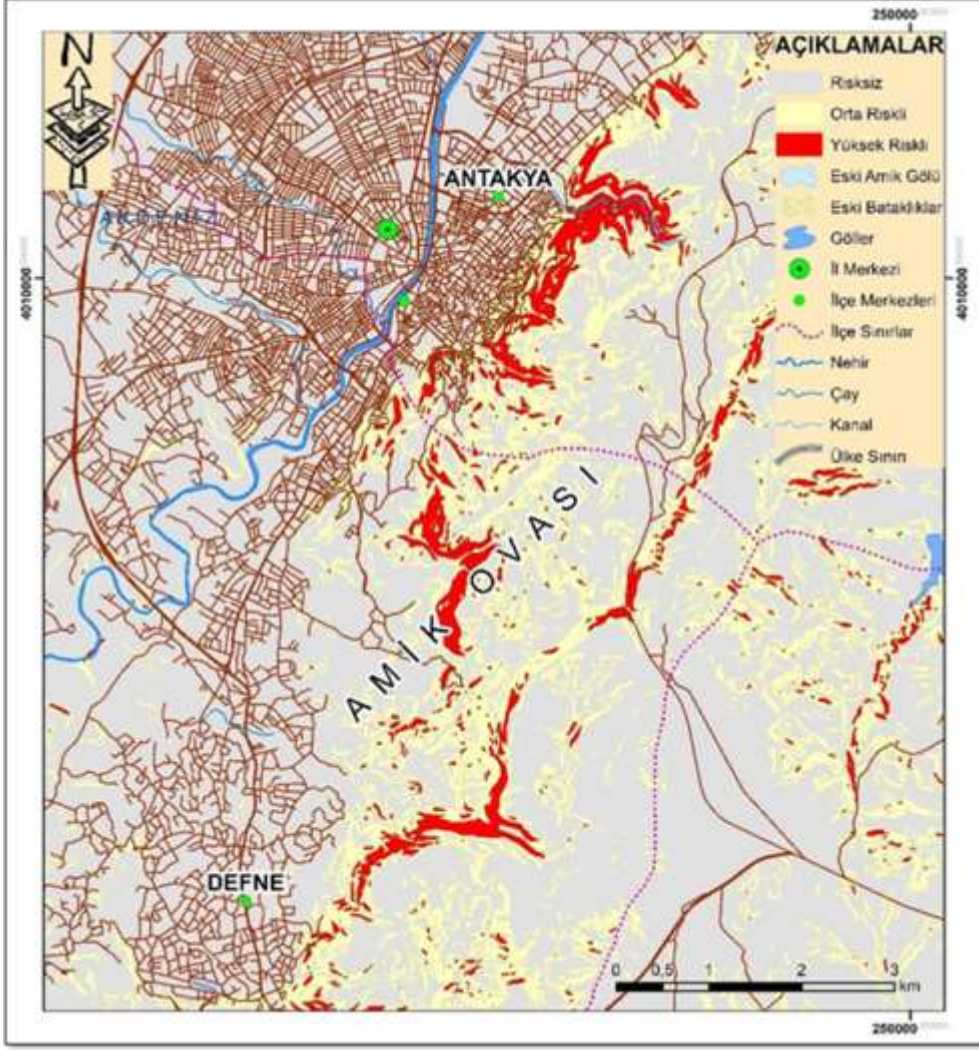 250000
N
AÇIKLAMALAR
Risksiz
Orta Riskli
Yüksek Riskli
Eski Amik Gölü
Eski Bataklıklar
Göller
İl Merkezi
İlçe Merkezleri
İlçe Sınırlar
Nehir
Çay
Kanal
Ülke Sınırı
ANTAKYA
AKDENİZ
4010000
4010000
AMİK OVASI
DEFNE
0 0,5 1 2 3
km
250000